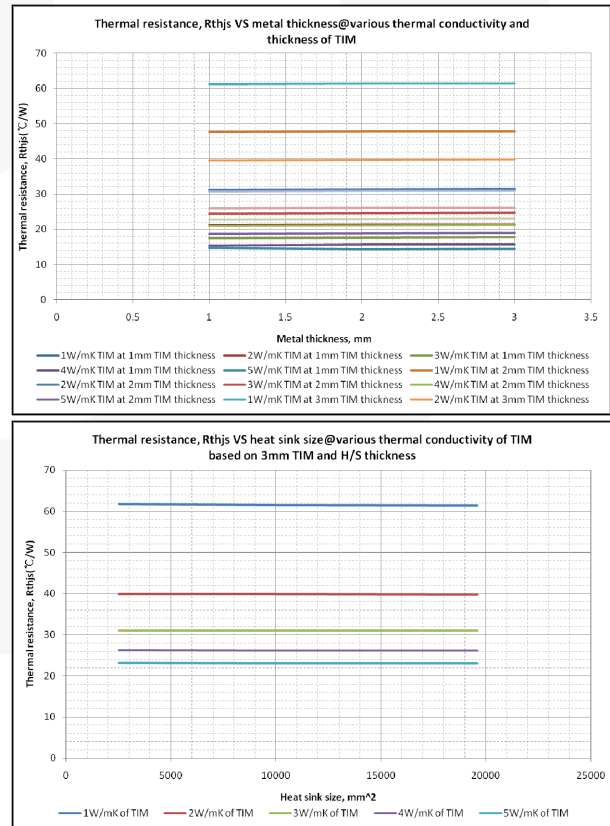 Thermal resistance, Rthjs VS metal thickness@various thermal conductivity and
thickness of TIM
Thermal resistance, Rthjs(℃/W)
70
60
50
40
30
20
10
0
0 0.5 1 1.5 2 2.5 3 3.5
Metal thickness, mm
1W/mK TIM at 1mm TIM thickness 2W/mK TIM at 1mm TIM thickness 3W/mK TIM at 1mm TIM thickness
4W/mK TIM at 1mm TIM thickness 5W/mK TIM at 1mm TIM thickness 1W/mK TIM at 2mm TIM thickness
2W/mK TIM at 2mm TIM thickness 3W/mK TIM at 2mm TIM thickness 4W/mK TIM at 2mm TIM thickness
5W/mK TIM at 2mm TIM thickness 1W/mK TIM at 3mm TIM thickness 2W/mK TIM at 3mm TIM thickness
Thermal resistance, Rthjs VS heat sink size@various thermal conductivity of TIM
based on 3mm TIM and H/S thickness
Thermal resistance, Rthjs(℃/W)
70
60
50
40
30
20
10
0
0 5000 10000 15000 20000 25000
Heat sink size, mm^2
1W/mK of TIM 2W/mK of TIM 3W/mK of TIM 4W/mK of TIM 5W/mK of TIM